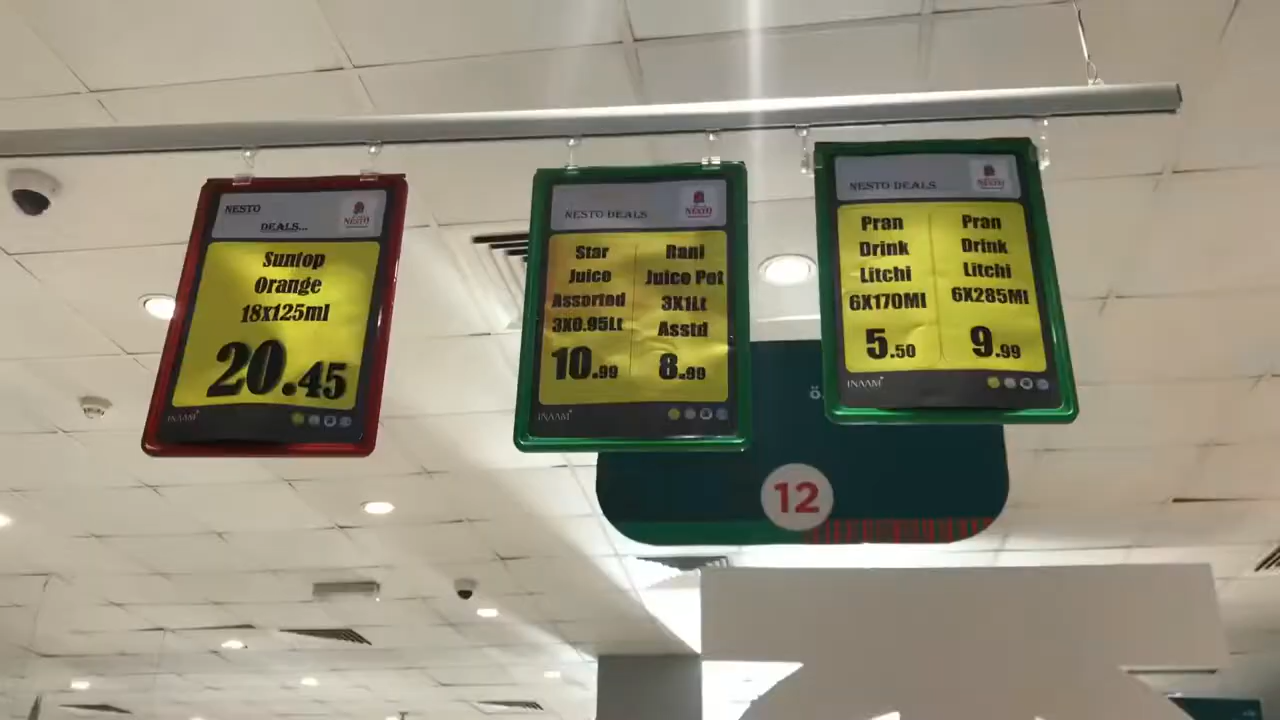 NESTO
DEALS...
NESTO
Suntop
Orange
18X125ml
20.45
INAAM
NESTO DEALS
NESTO
Star
Juice
Assorted
3X0.95Lt
10.99
Rani
Juice Pet
3X1Lt
Asstd
8.99
INAAM
NESTO DEALS
NESTO
Pran
Drink
Litchi
6X170Ml
5.50
Pran
Drink
Litchi
6X285Ml
9.99
INAAM
12